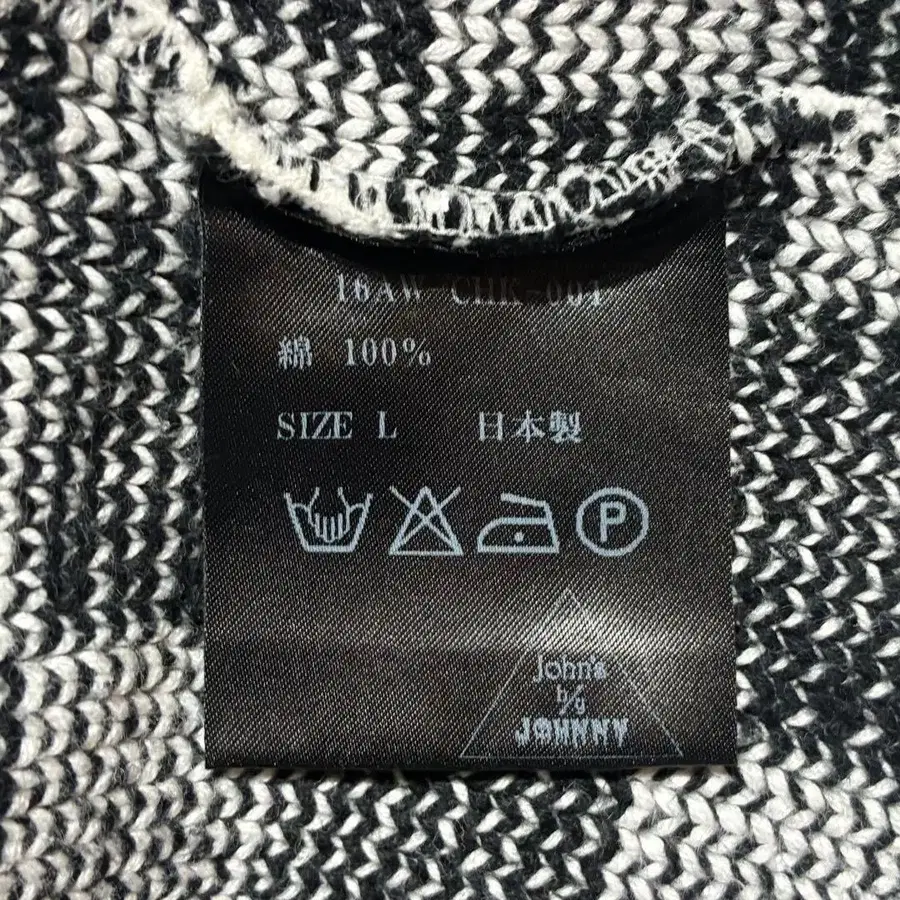 16AW-CHK-001
綿 100%
SIZE L 日本製
P
John's
by
JOHNNY